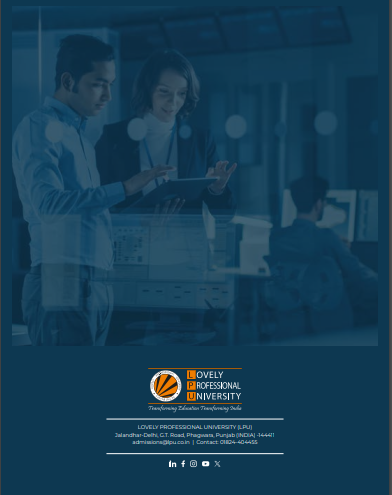 LOVELY
PROFESSIONAL
UNIVERSITY
Transforming Education Transforming India
LOVELY PROFESSIONAL UNIVERSITY (LPU)
Jalandhar-Delhi, G.T. Road, Phagwara, Punjab (INDIA) -144411
admissions@lpu.co.in | Contact: 01824-404455